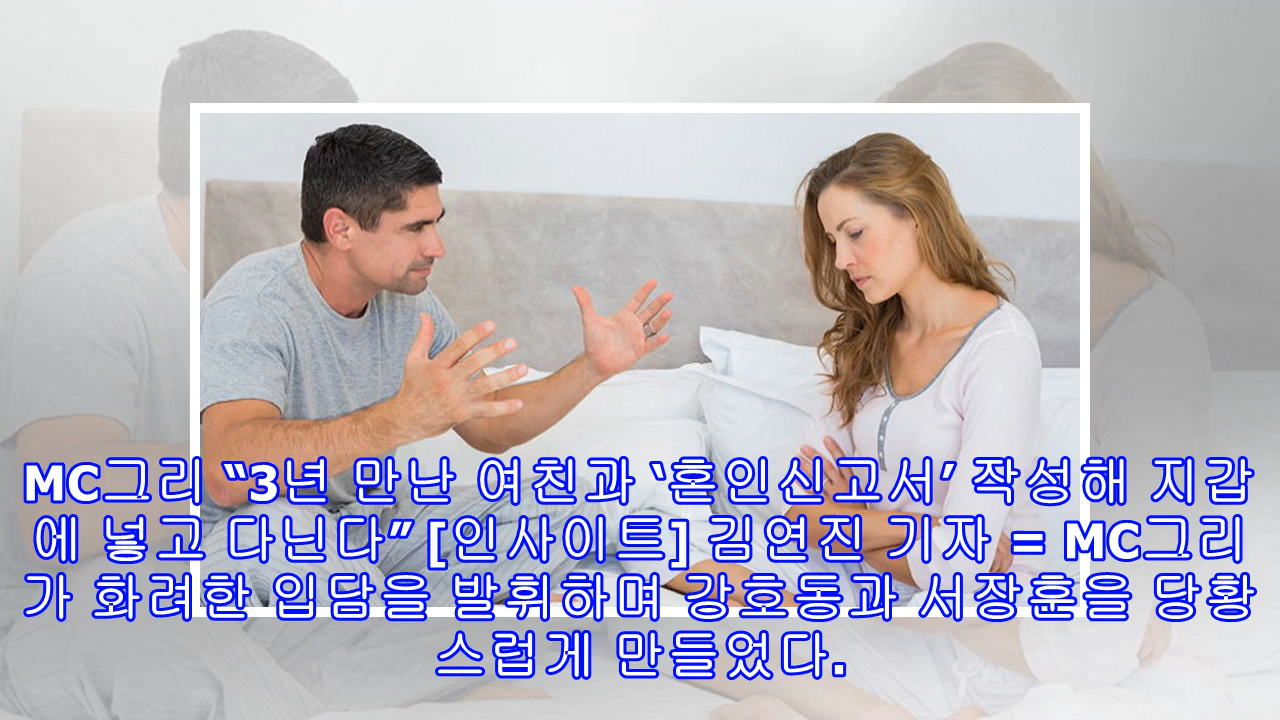 MC그리 “3년 만난 여친과 ‘혼인신고서’ 작성해 지갑
에 넣고 다닌다” [인사이트] 김연진 기자 = MC그리
가 화려한 입담을 발휘하며 강호동과 서장훈을 당황
스럽게 만들었다.